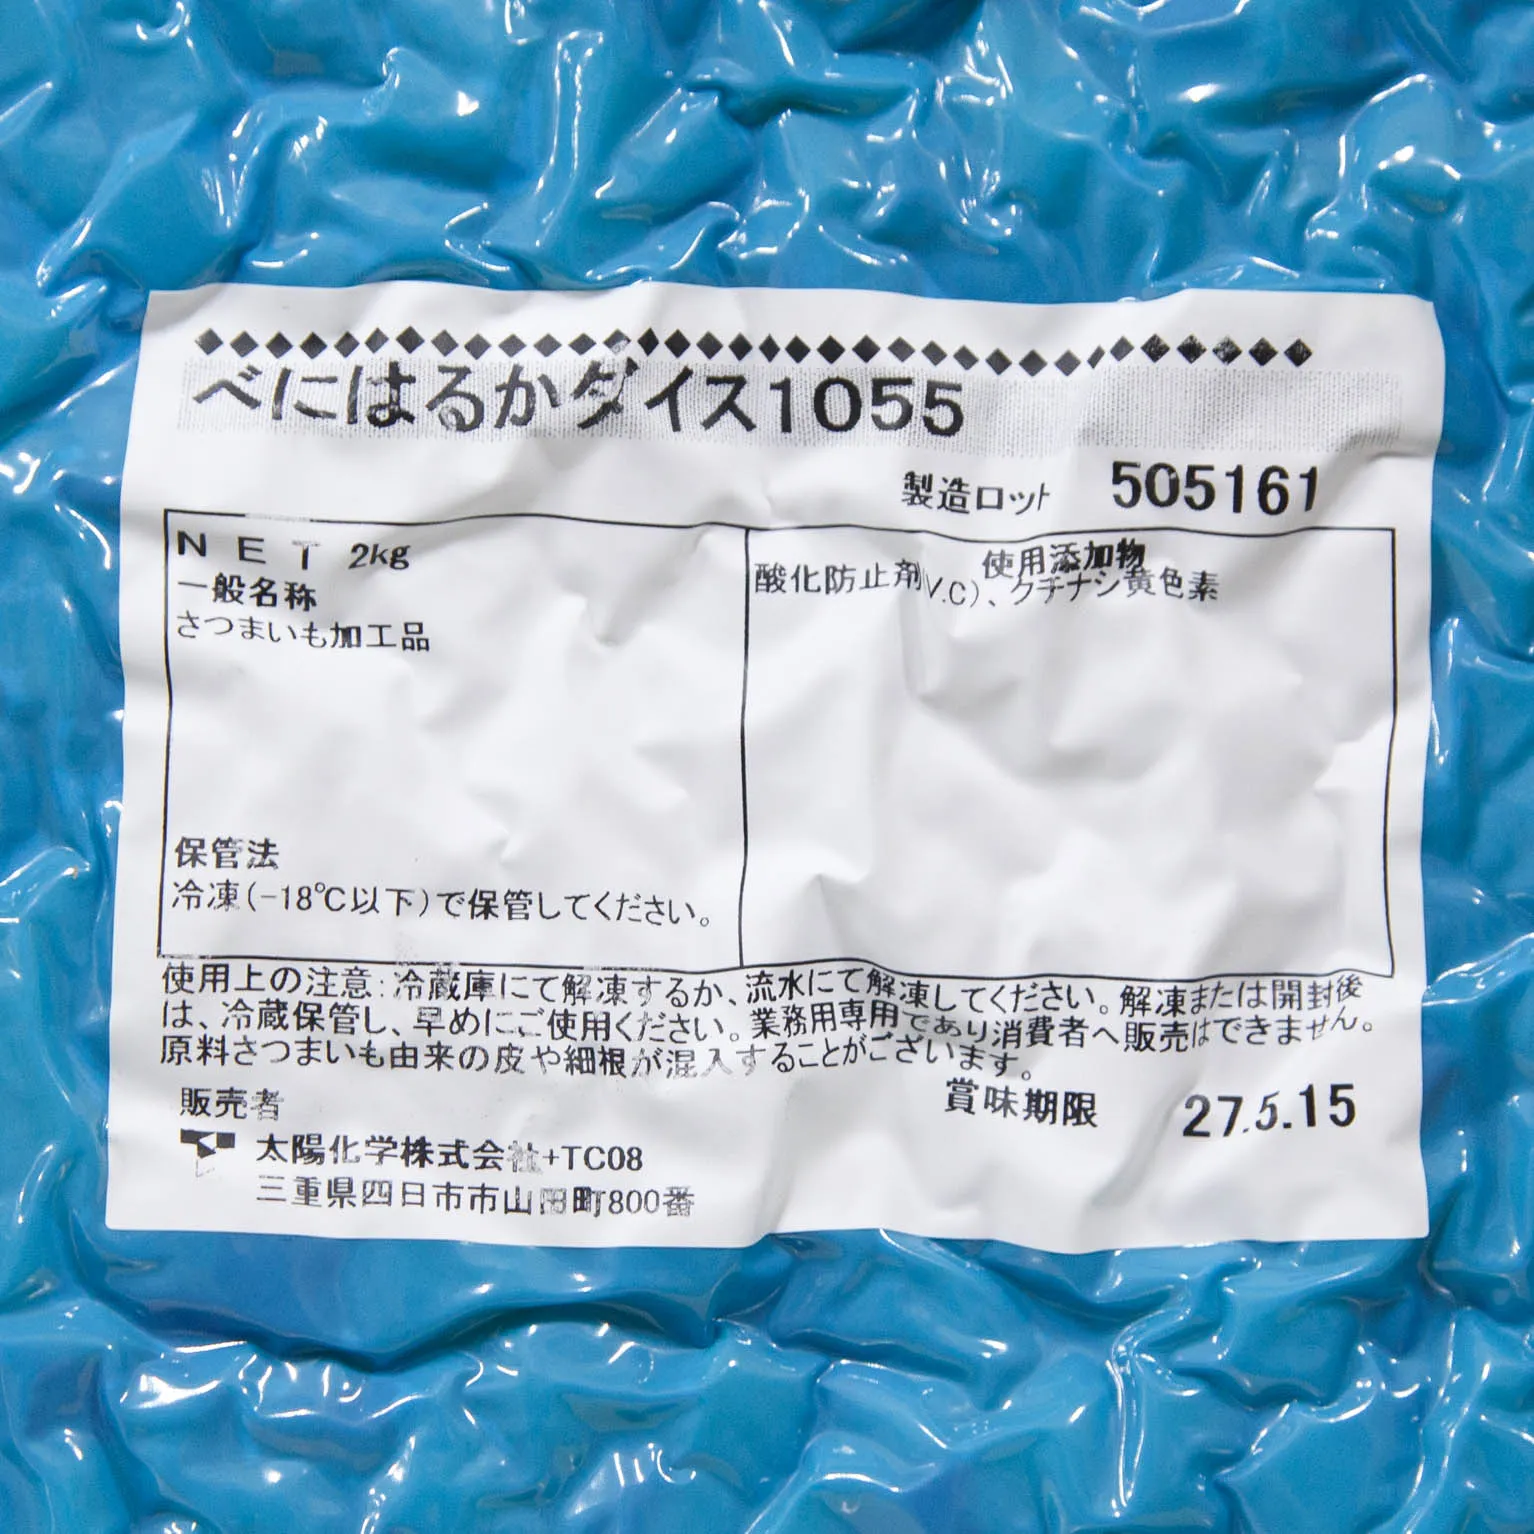 べにはるかダイス1055
製造ロット 505161
NET 2kg
一般名称
さつまいも加工品
使用添加物
酸化防止剤(V.C)、クチナシ黄色素
保管法
冷凍(-18℃以下)で保管してください。
使用上の注意:冷蔵庫にて解凍するか、流水にて解凍してください。解凍または開封後
は、冷蔵保管し、早めにご使用ください。業務用専用であり消費者へ販売はできません。
原料さつまいも由来の皮や細根が混入することがございます。
賞味期限 27.5.15
販売者
太陽化学株式会社+TC08
三重県四日市市山田町800番